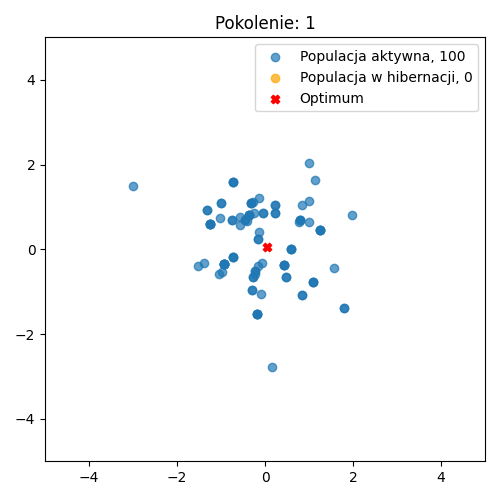 Pokolenie: 1
Populacja aktywna, 100
Populacja w hibernacji, 0
Optimum
4
2
0
−2
−4
−4 −2 0 2 4